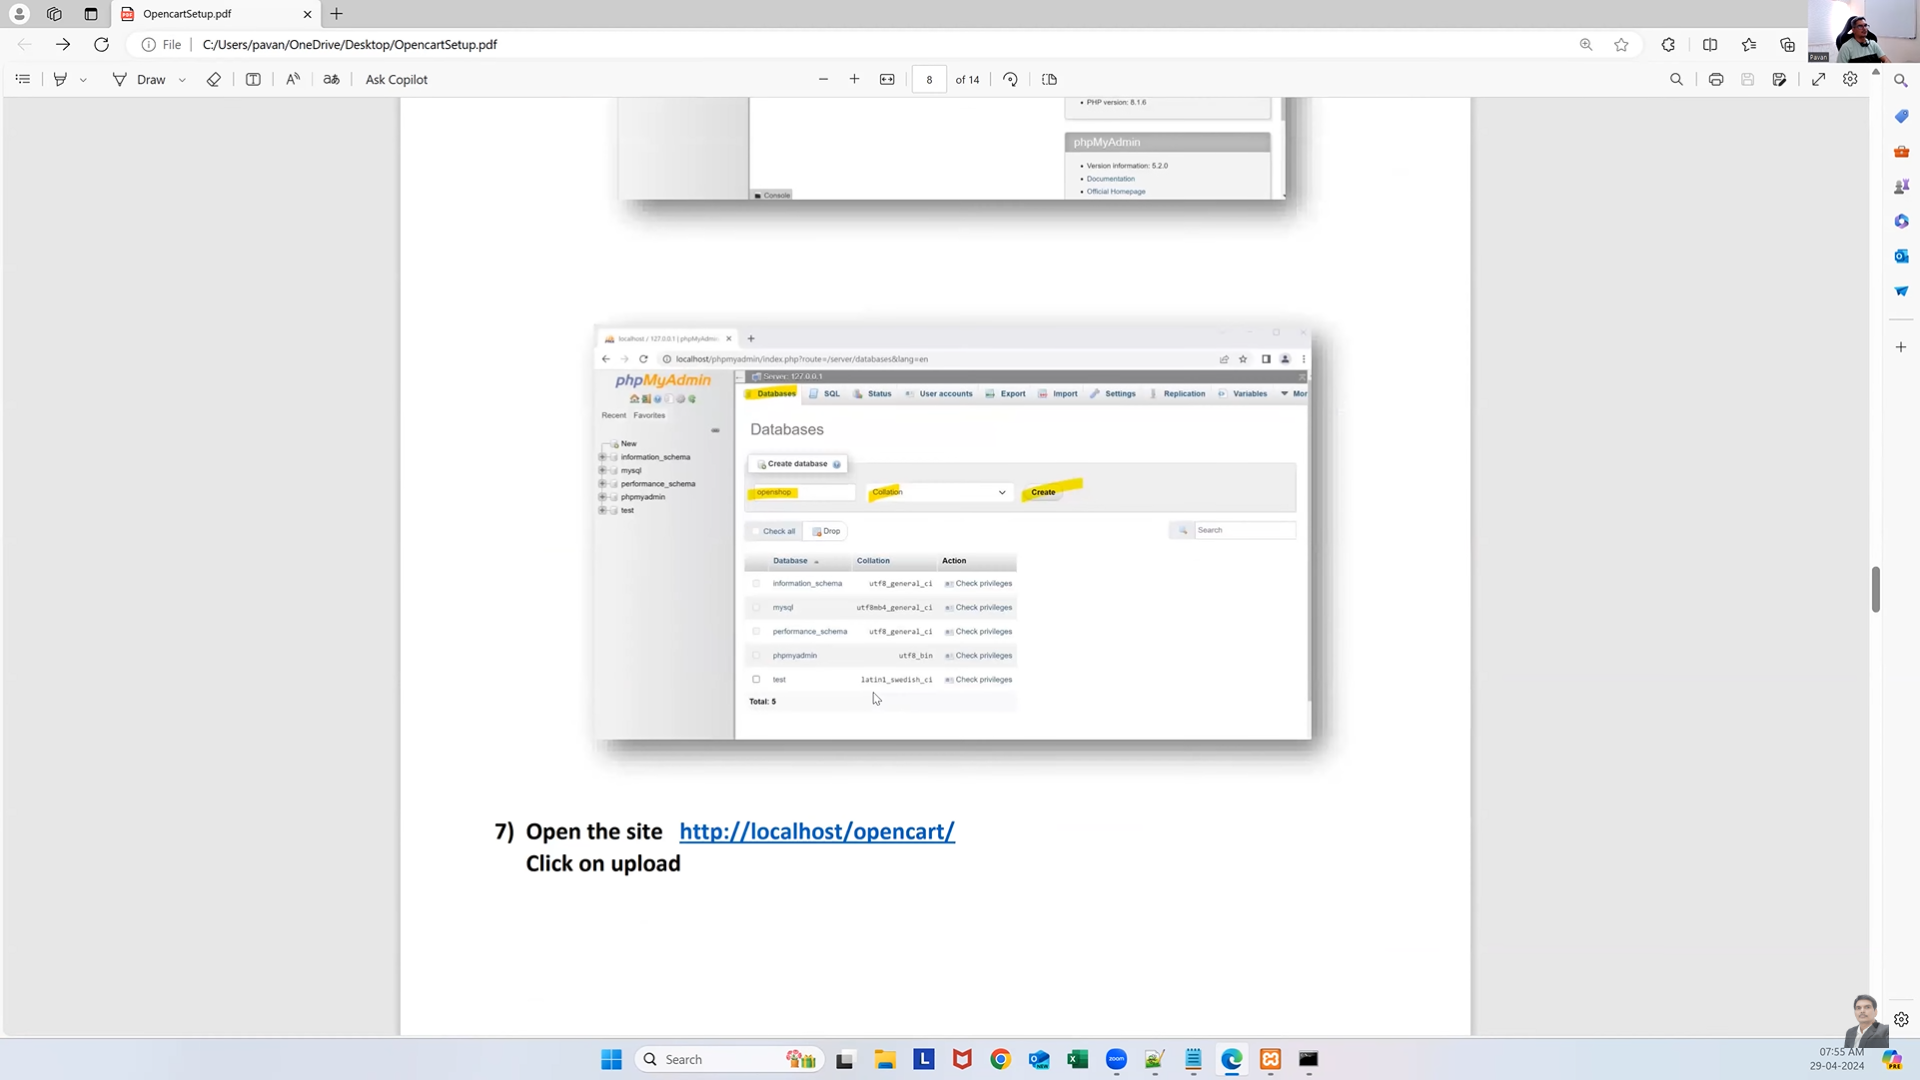 OpencartSetup.pdf
File C:/Users/pavan/OneDrive/Desktop/OpencartSetup.pdf
Pavan
Draw
Ask Copilot
8 of 14
PHP version: 8.1.6
phpMyAdmin
Version information: 5.2.0
Documentation
Official Homepage
Console
localhost / 127.0.0.1 | phpMyAdmin
localhost/phpmyadmin/index.php?route=/server/databases&lang=en
phpMyAdmin
Recent Favorites
New
information_schema
mysql
performance_schema
phpmyadmin
test
Server: 127.0.0.1
Databases SQL Status User accounts Export Import Settings Replication Variables Mor
Databases
Create database
openshop Collation Create
Check all Drop
Search
Database Collation Action
information_schema utf8_general_ci Check privileges
mysql utf8mb4_general_ci Check privileges
performance_schema utf8_general_ci Check privileges
phpmyadmin utf8_bin Check privileges
test latin1_swedish_ci Check privileges
Total: 5
7) Open the site http://localhost/opencart/
Click on upload
Search
07:55 AM
29-04-2024